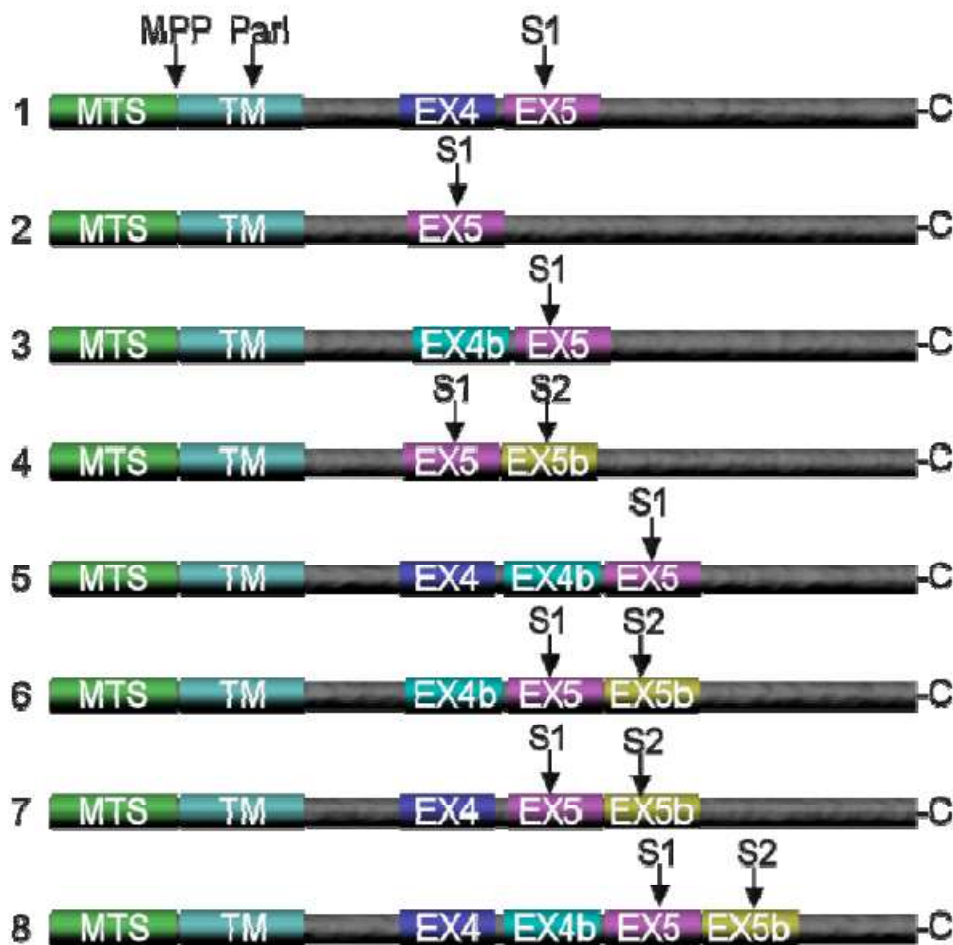 MPP Parl S1
1 MTS TM EX4 EX5 -C
S1
2 MTS TM EX5 -C
S1
3 MTS TM EX4b EX5 -C
S1 S2
4 MTS TM EX5 EX5b -C
S1
5 MTS TM EX4 EX4b EX5 -C
S1 S2
6 MTS TM EX4b EX5 EX5b -C
S1 S2
7 MTS TM EX4 EX5 EX5b -C
S1 S2
8 MTS TM EX4 EX4b EX5 EX5b -C